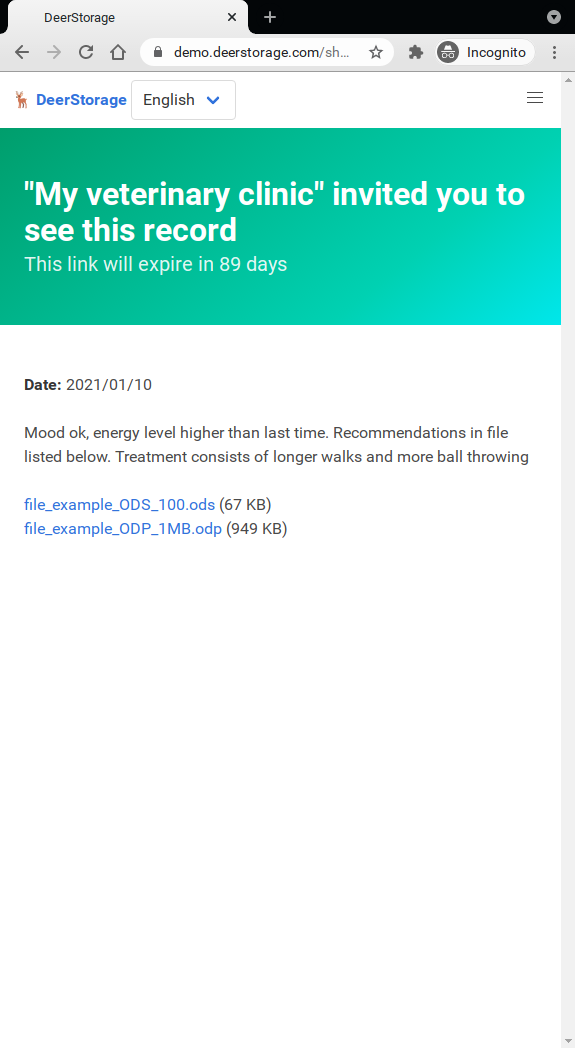 DeerStorage
demo.deerstorage.com/sh...
Incognito
DeerStorage
English
"My veterinary clinic" invited you to
see this record
This link will expire in 89 days
Date: 2021/01/10
Mood ok, energy level higher than last time. Recommendations in file
listed below. Treatment consists of longer walks and more ball throwing
file_example_ODS_100.ods (67 KB)
file_example_ODP_1MB.odp (949 KB)